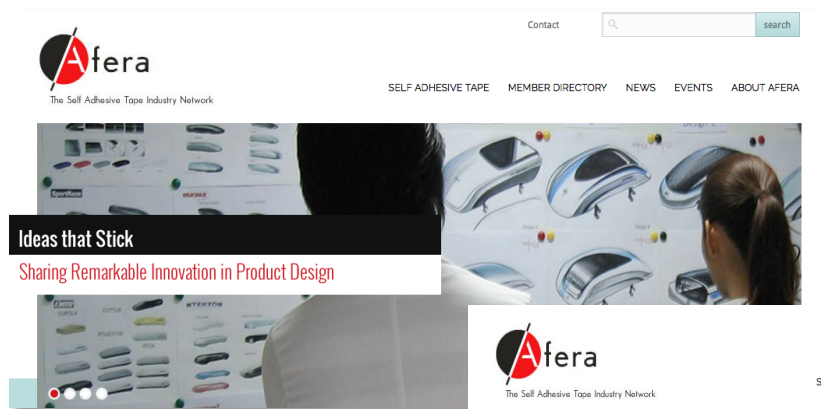 Contact
search
Afera
The Self Adhesive Tape Industry Network
SELF ADHESIVE TAPE MEMBER DIRECTORY NEWS EVENTS ABOUT AFERA
Ideas that Stick
Sharing Remarkable Innovation in Product Design
Afera
The Self Adhesive Tape Industry Network
S